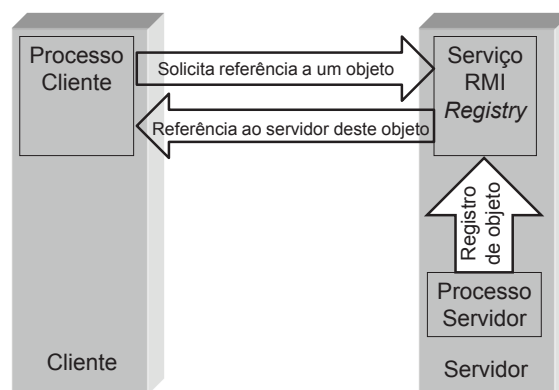 Processo
Cliente
Solicita referência a um objeto
Serviço
RMI
Registry
Referência ao servidor deste objeto
Registro
de objeto
Processo
Servidor
Cliente
Servidor